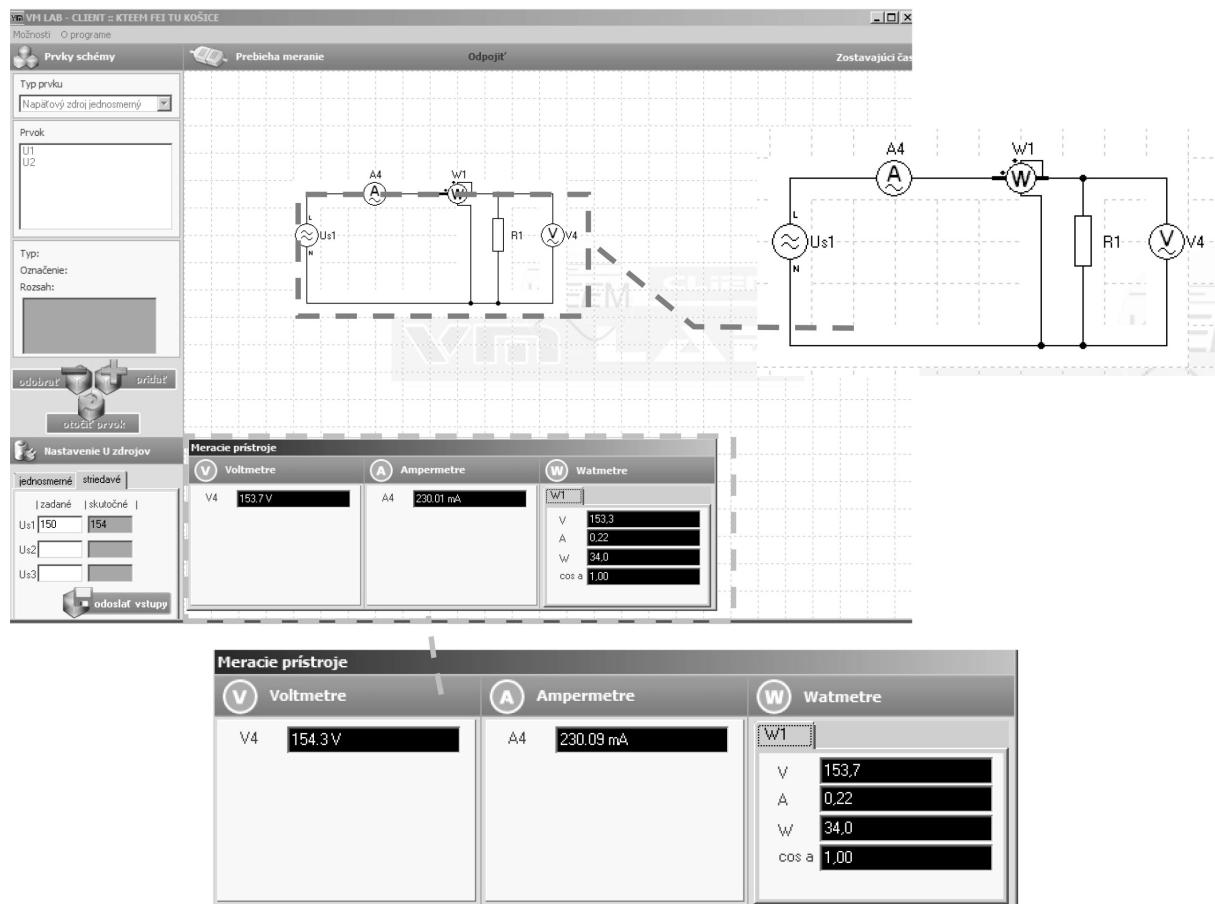 VM LAB - CLIENT :: KTEEM FEI TU KOŠICE
Možnosti O programe
Prvky schémy
Prebieha meranie
Odpojiť
Zostavajúci čas
Typ prvku
Napäťový zdroj jednosmerný
Prvok
U1
U2
Typ:
Označenie:
Rozsah:
odobrať
pridať
otočiť prvok
Nastavenie U zdrojov
jednosmerné striedavé
|zadané |skutočné |
Us1 150 154
Us2
Us3
odoslať vstupy
A4
W1
A
W
L
Us1
N
R1
V
V4
A4
W1
A
W
L
Us1
N
R1
V
V4
Meracie prístroje
V Voltmetre
A Ampermetre
W Watmetre
V4 153.7 V
A4 230.01 mA
W1
V 153,3
A 0,22
W 34,0
cos a 1,00
Meracie prístroje
V Voltmetre
A Ampermetre
W Watmetre
V4 154.3 V
A4 230.09 mA
W1
V 153,7
A 0,22
W 34,0
cos a 1,00